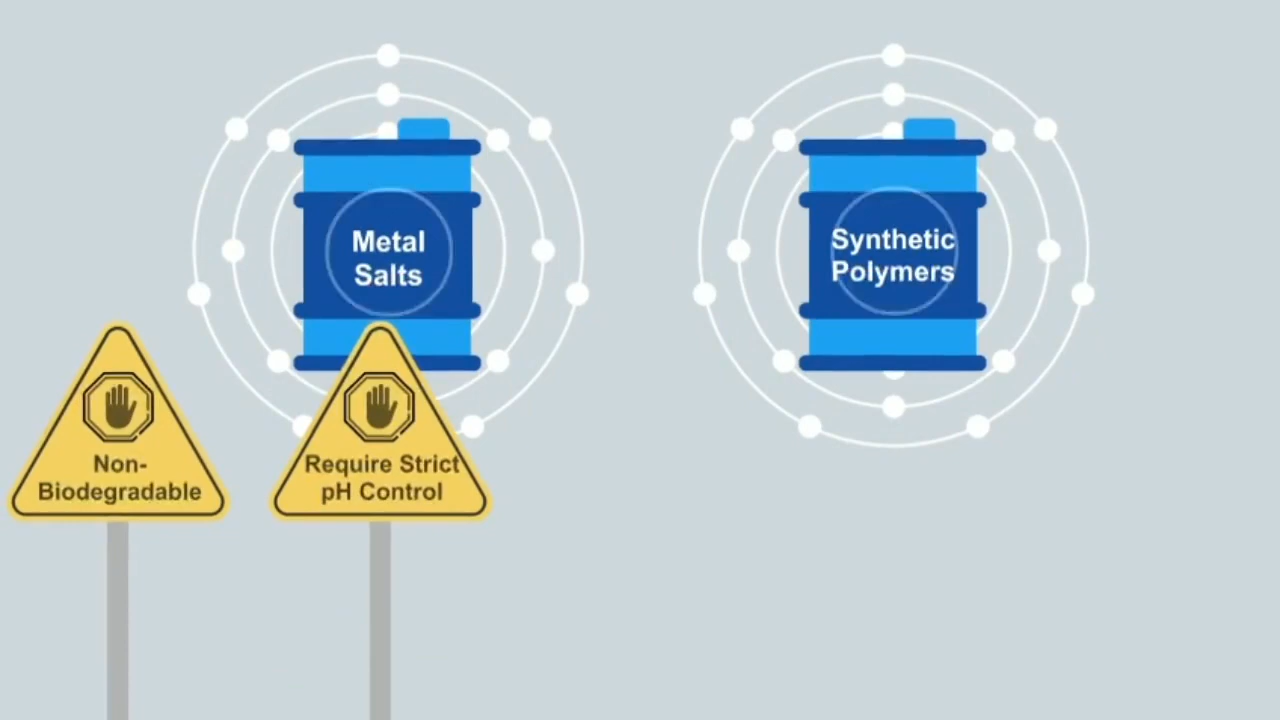 Metal
Salts
Synthetic
Polymers
Non-
Biodegradable
Require Strict
pH Control